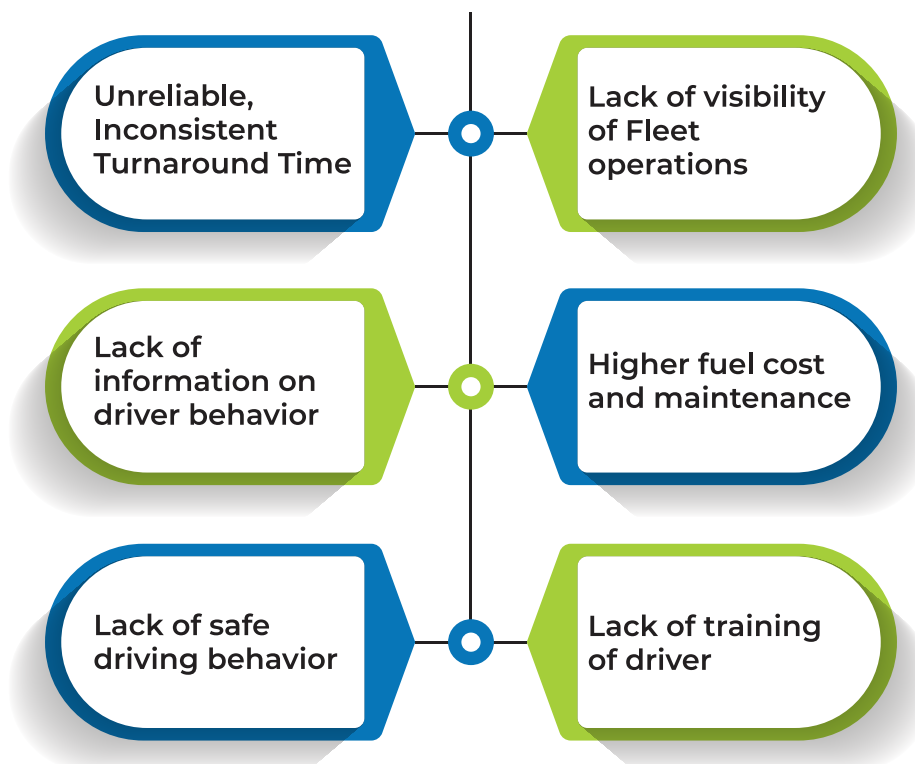 Unreliable,
Inconsistent
Turnaround Time
Lack of visibility
of Fleet
operations
Lack of
information on
driver behavior
Higher fuel cost
and maintenance
Lack of safe
driving behavior
Lack of training
of driver